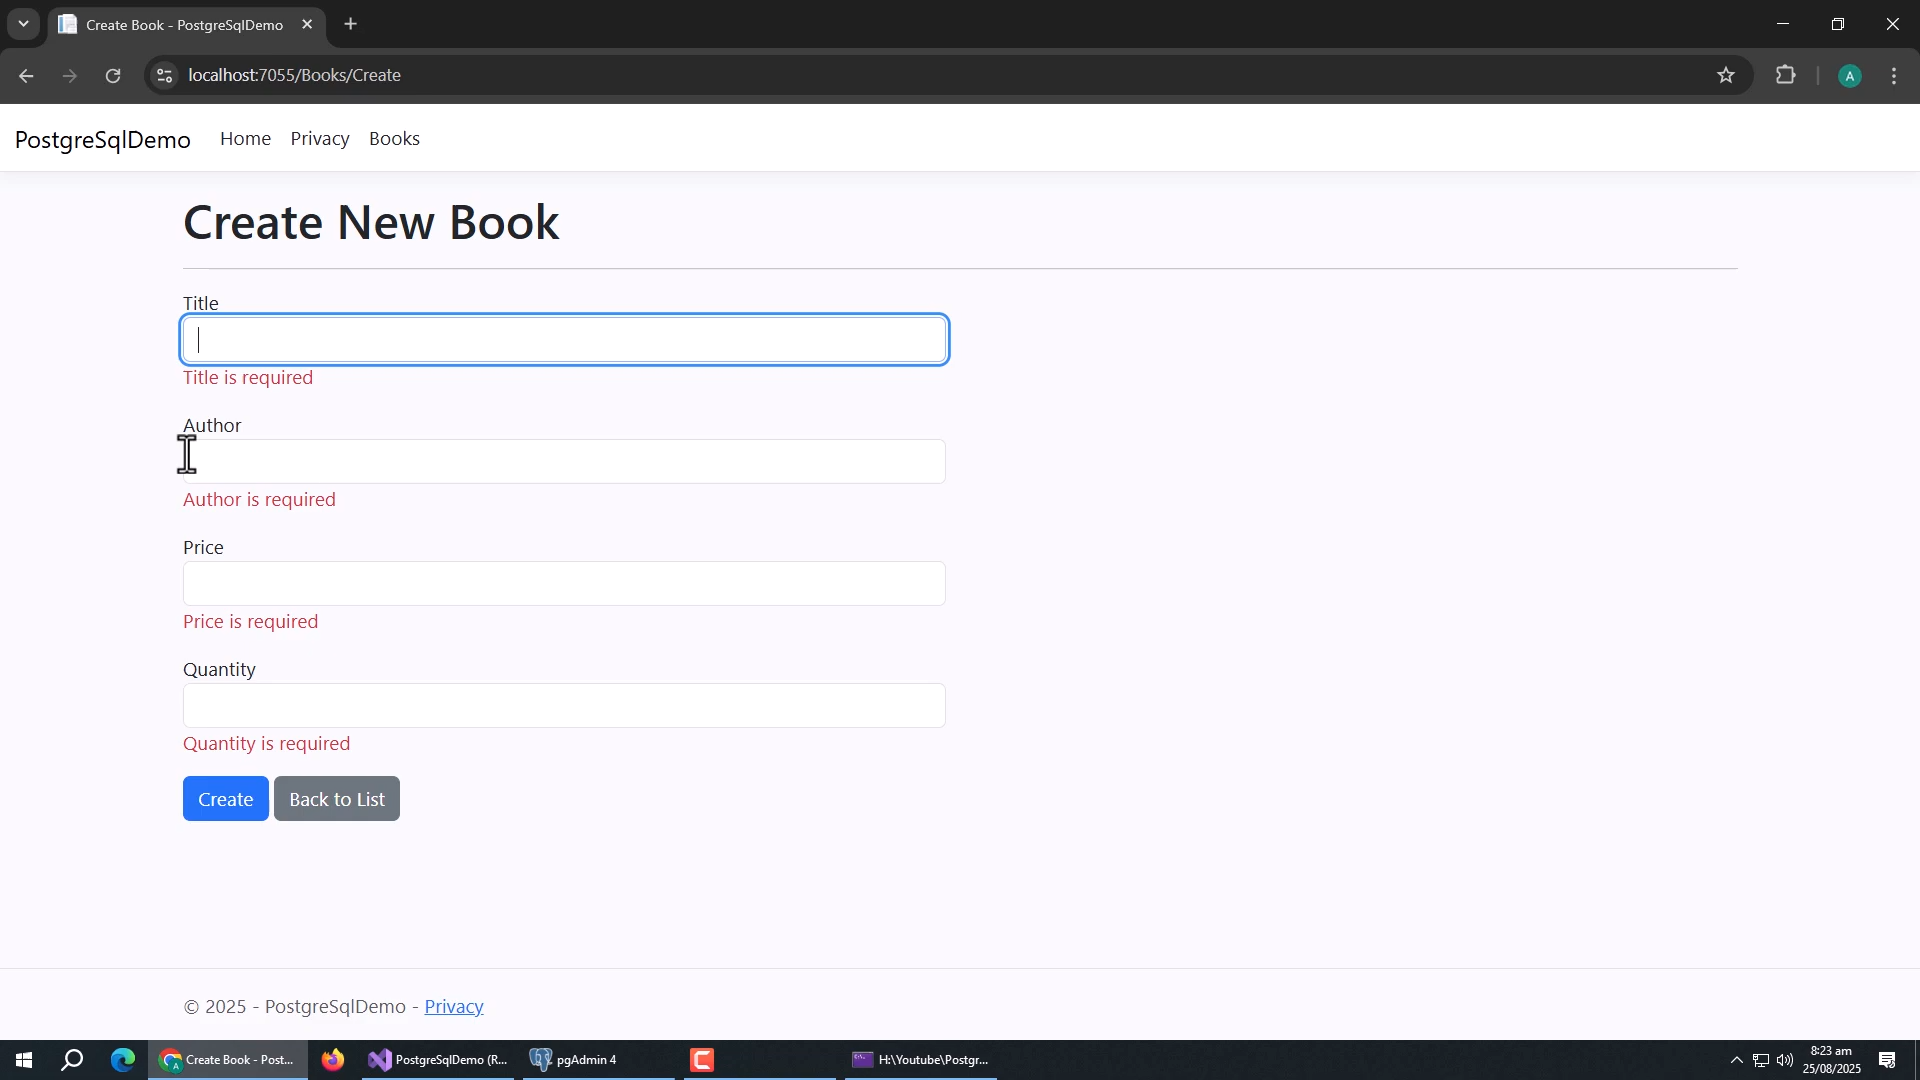 Create Book - PostgreSqlDemo
localhost:7055/Books/Create
A
PostgreSqlDemo Home Privacy Books
Create New Book
Title
Title is required
Author
Author is required
Price
Price is required
Quantity
Quantity is required
Create Back to List
© 2025 - PostgreSqlDemo - Privacy
A Create Book - Post... PostgreSqlDemo (R... pgAdmin 4 H:\Youtube\Postgr... 8:23 am
25/08/2025